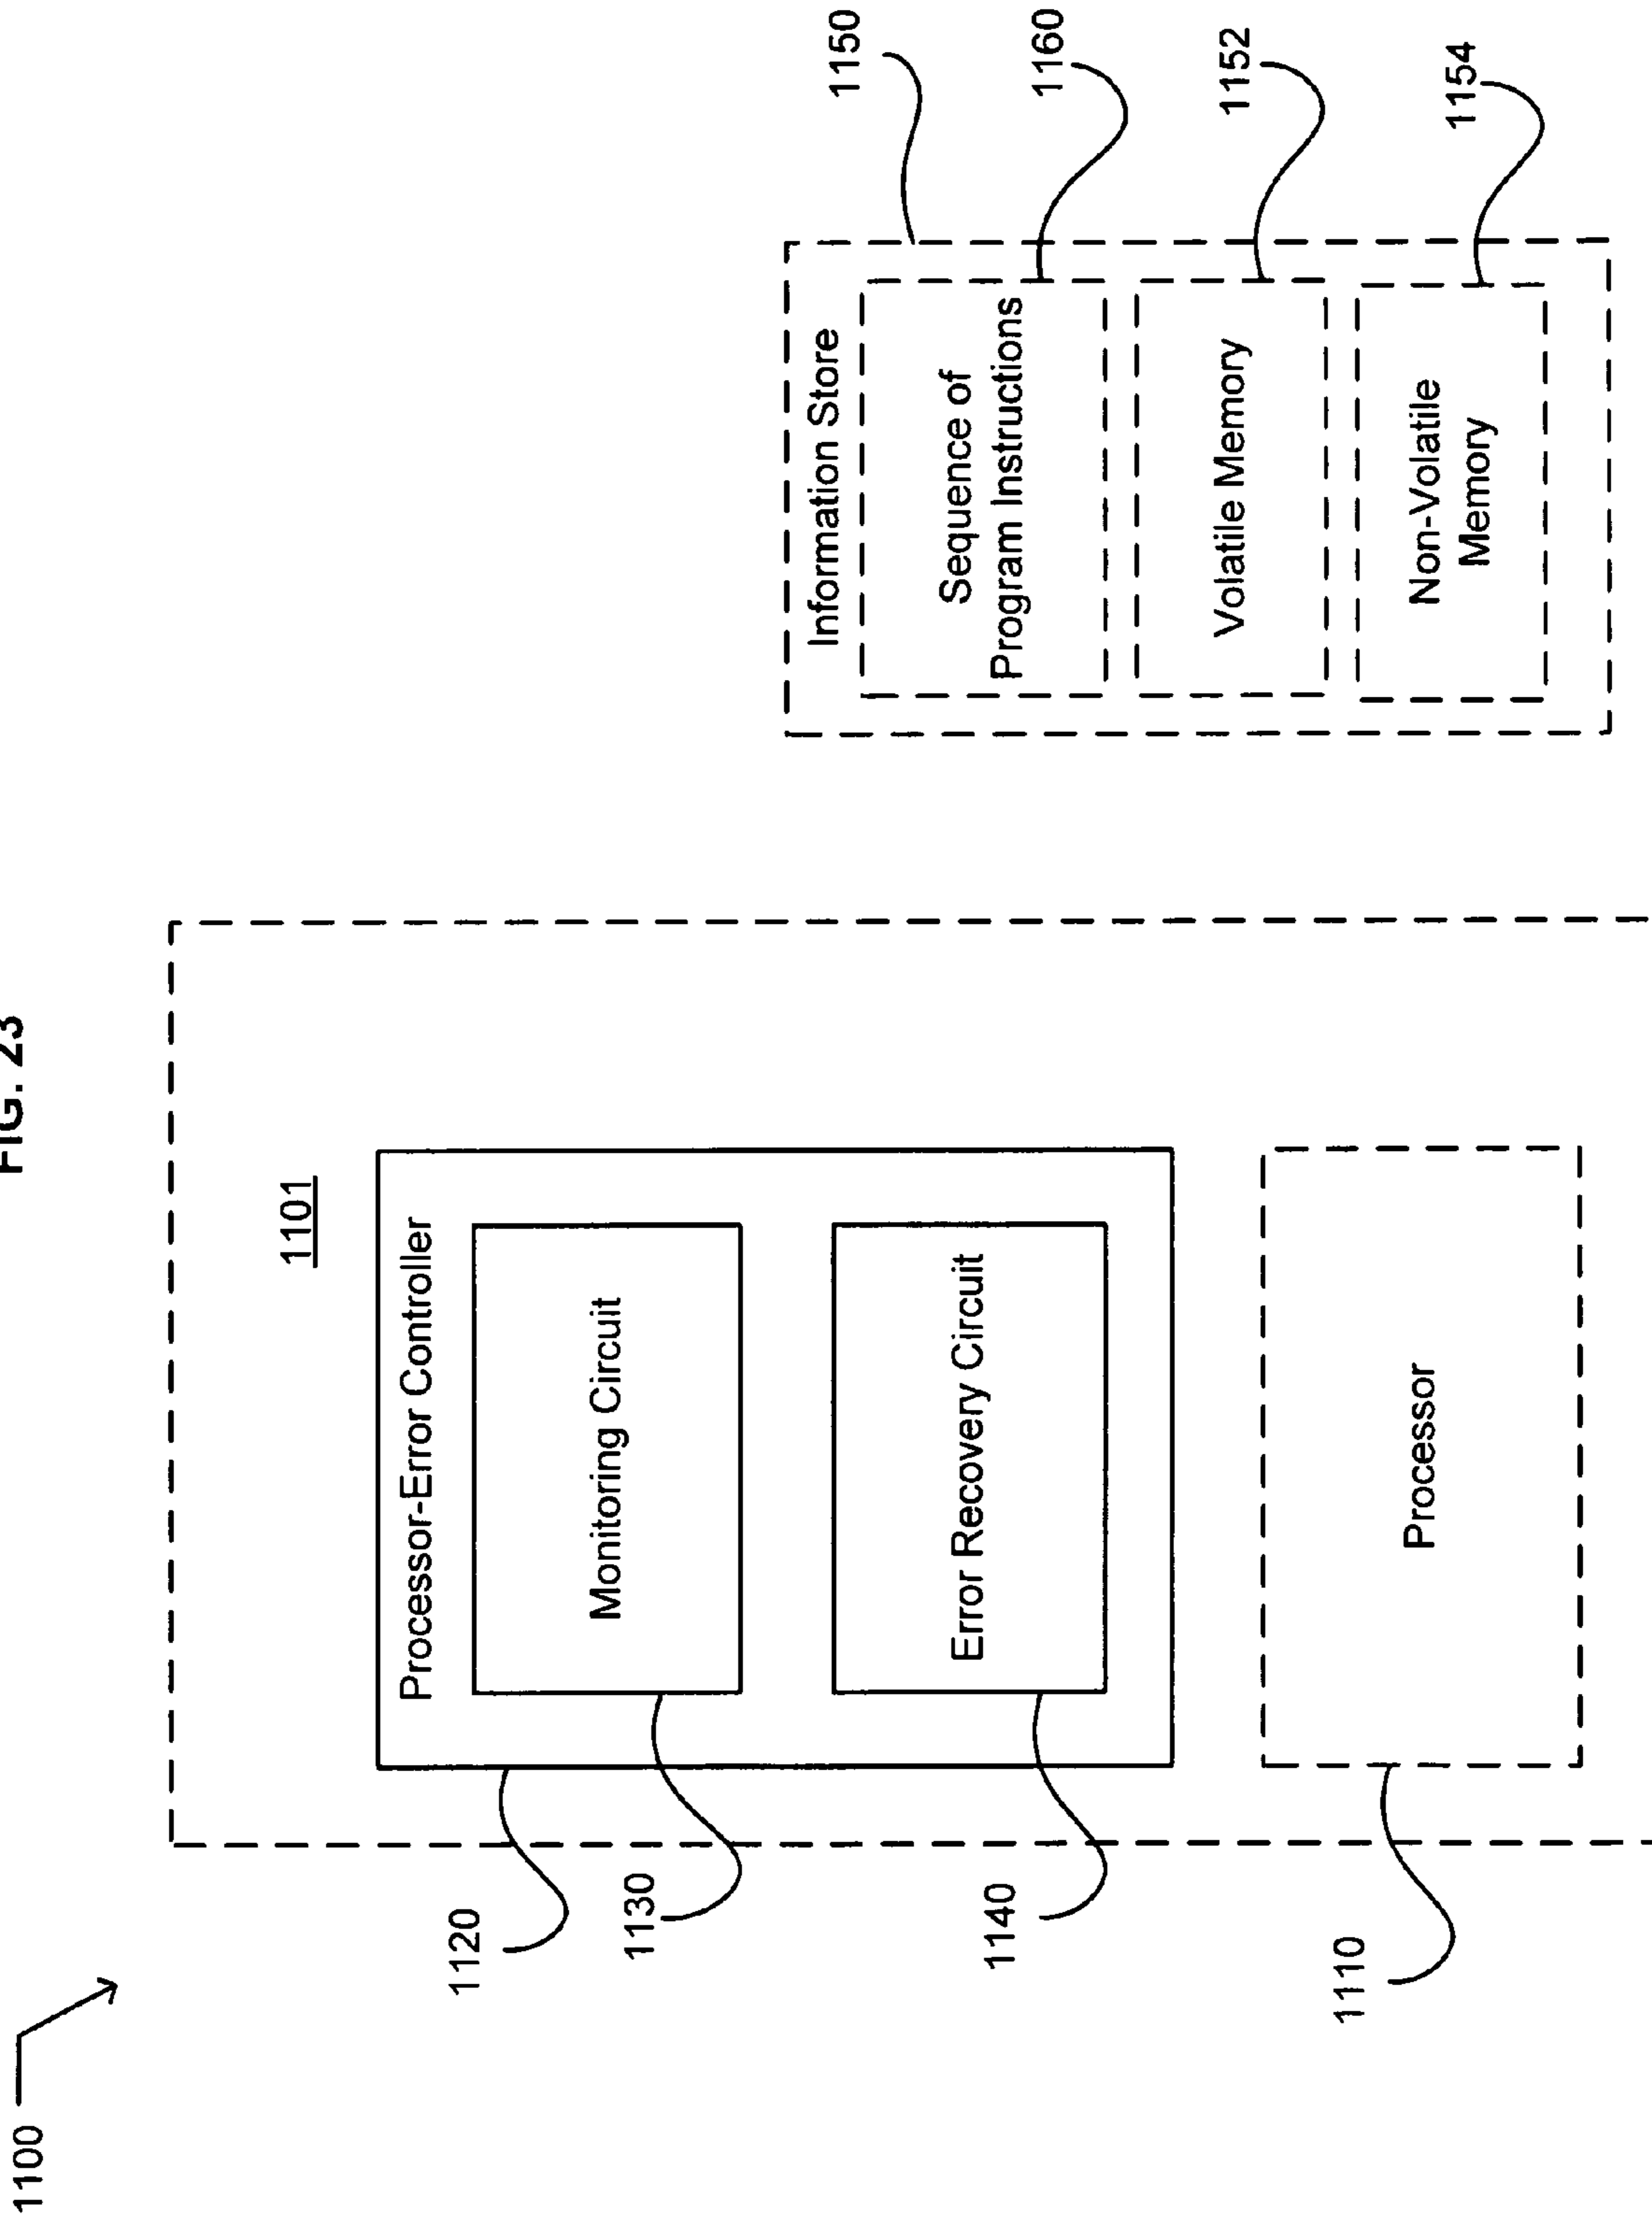 FIG. 23
1100
1101
Processor-Error Controller
1120
Monitoring Circuit
1130
Error Recovery Circuit
1140
Processor
1110
Information Store
1150
Sequence of
Program Instructions
1160
Volatile Memory
1152
Non-Volatile
Memory
1154